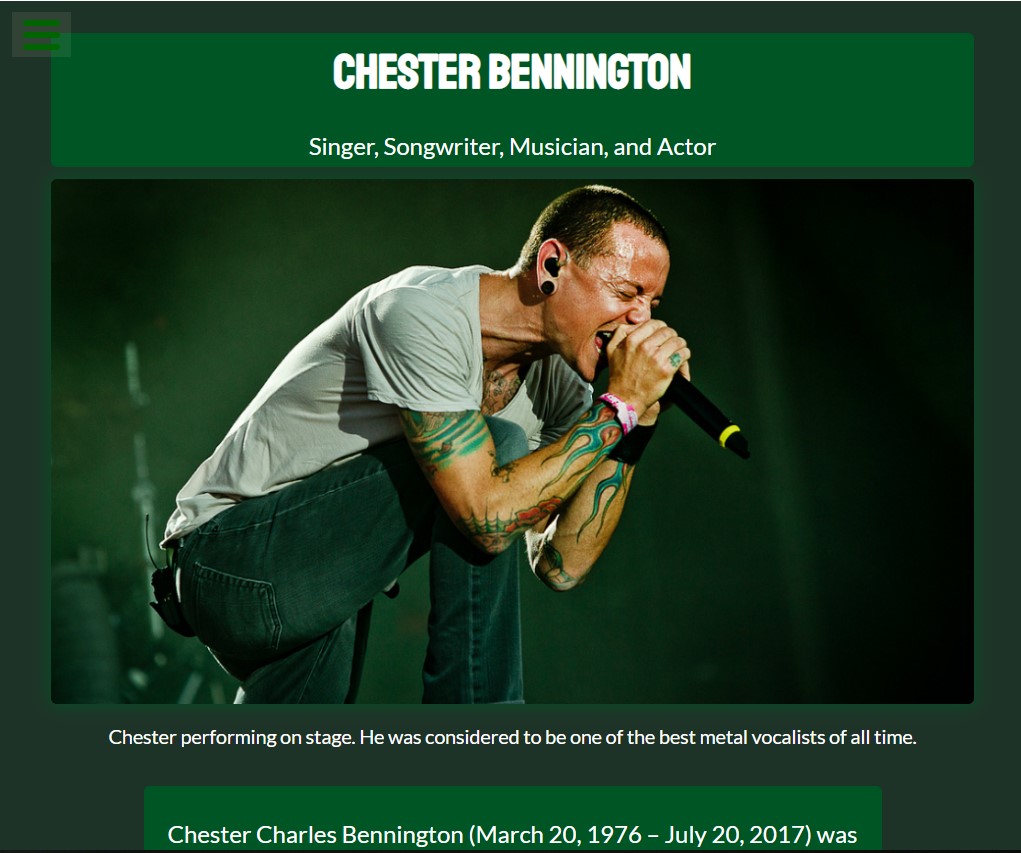 CHESTER BENNINGTON
Singer, Songwriter, Musician, and Actor
Chester performing on stage. He was considered to be one of the best metal vocalists of all time.
Chester Charles Bennington (March 20, 1976 – July 20, 2017) was